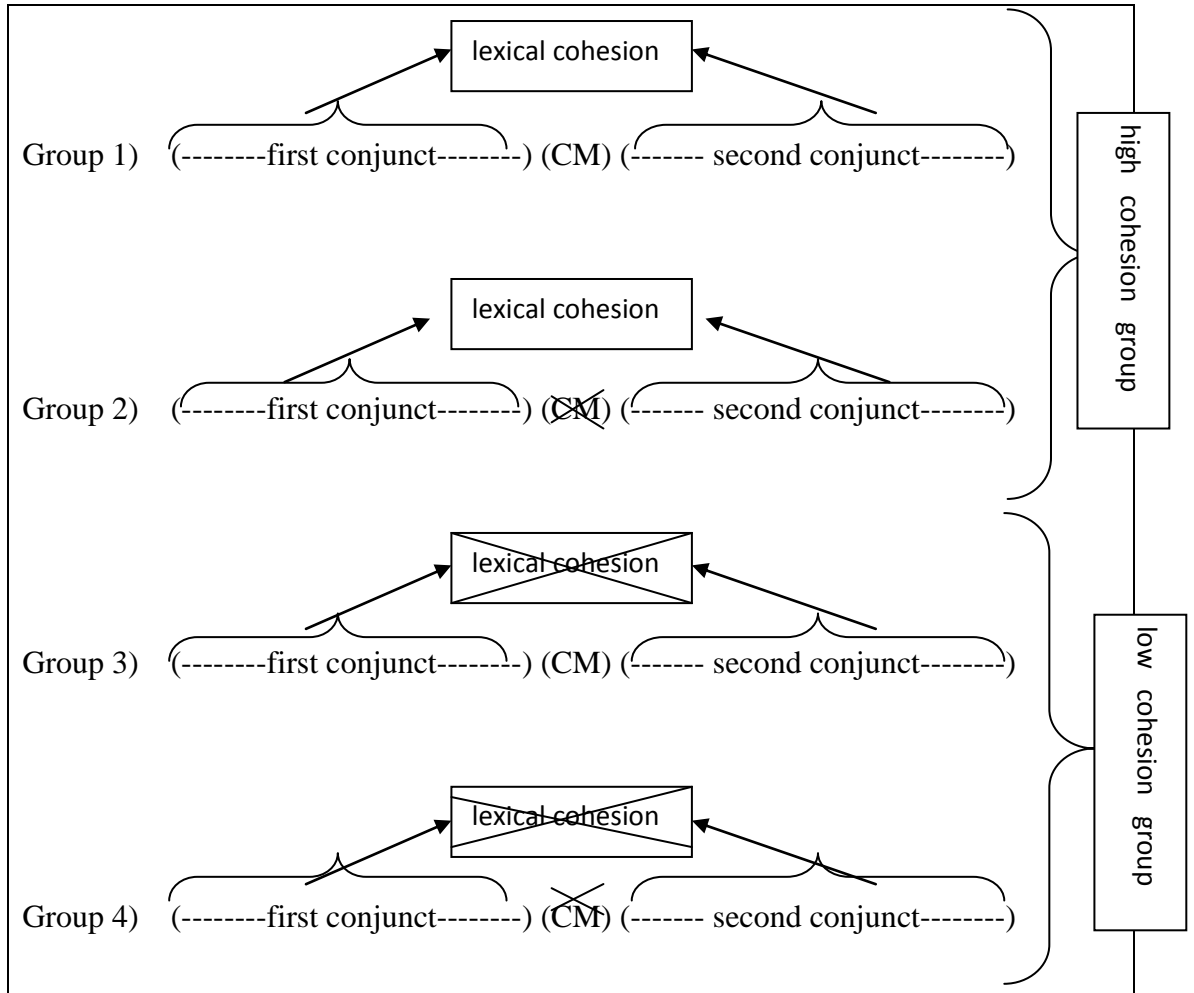 lexical cohesion
Group 1) (--------first conjunct--------) (CM) (------- second conjunct--------)
lexical cohesion
Group 2) (--------first conjunct--------) (CM) (------- second conjunct--------)
high cohesion group
lexical cohesion
Group 3) (--------first conjunct--------) (CM) (------- second conjunct--------)
lexical cohesion
Group 4) (--------first conjunct--------) (CM) (------- second conjunct--------)
low cohesion group